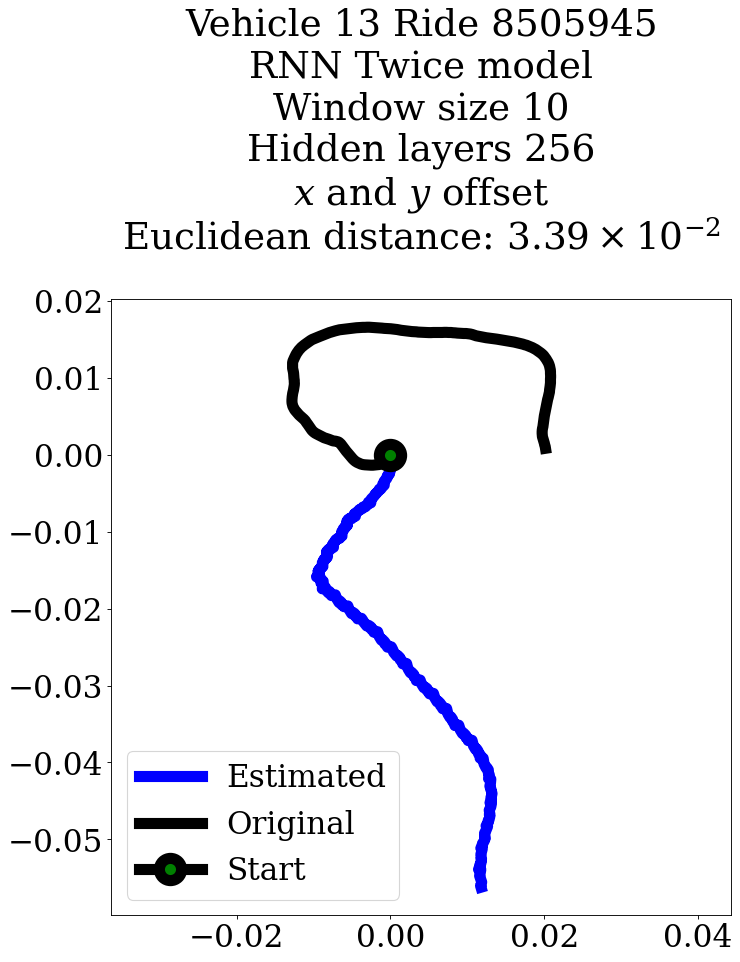 Vehicle 13 Ride 8505945
RNN Twice model
Window size 10
Hidden layers 256
x and y offset
Euclidean distance: 3.39 × 10⁻²
0.02
0.01
0.00
−0.01
−0.02
−0.03
−0.04
−0.05
Estimated
Original
Start
−0.02 0.00 0.02 0.04